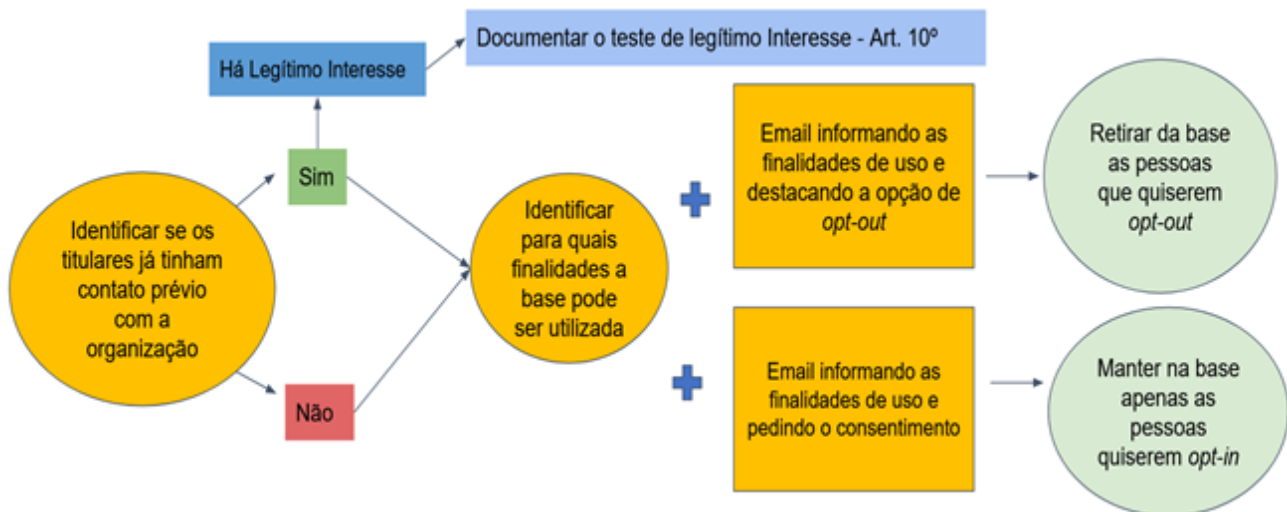 Documentar o teste de legítimo Interesse - Art. 10º
Há Legítimo Interesse
Sim
Identificar se os
titulares já tinham
contato prévio
com a
organização
Não
Identificar
para quais
finalidades a
base pode
ser utilizada
Email informando as
finalidades de uso e
destacando a opção de
opt-out
Retirar da base
as pessoas
que quiserem
opt-out
Email informando as
finalidades de uso e
pedindo o consentimento
Manter na base
apenas as
pessoas
quiserem opt-in